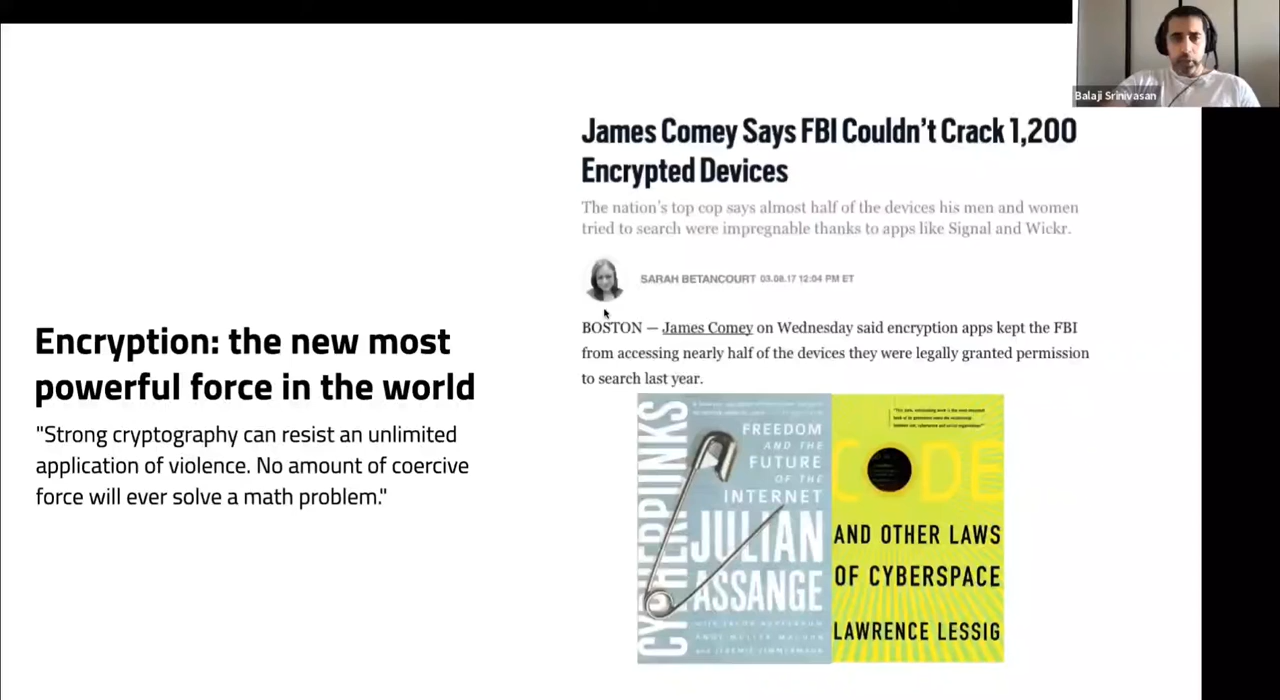 Balaji Srinivasan
James Comey Says FBI Couldn't Crack 1,200
Encrypted Devices
The nation's top cop says almost half of the devices his men and women
tried to search were impregnable thanks to apps like Signal and Wickr.
SARAH BETANCOURT 03.08.17 12:04 PM ET
BOSTON — James Comey on Wednesday said encryption apps kept the FBI
from accessing nearly half of the devices they were legally granted permission
to search last year.
Encryption: the new most
powerful force in the world
"Strong cryptography can resist an unlimited
application of violence. No amount of coercive
force will ever solve a math problem."
CYPHERPUNKS
FREEDOM
AND THE
FUTURE
OF THE
INTERNET
JULIAN
ASSANGE
CODE
AND OTHER LAWS
OF CYBERSPACE
LAWRENCE LESSIG